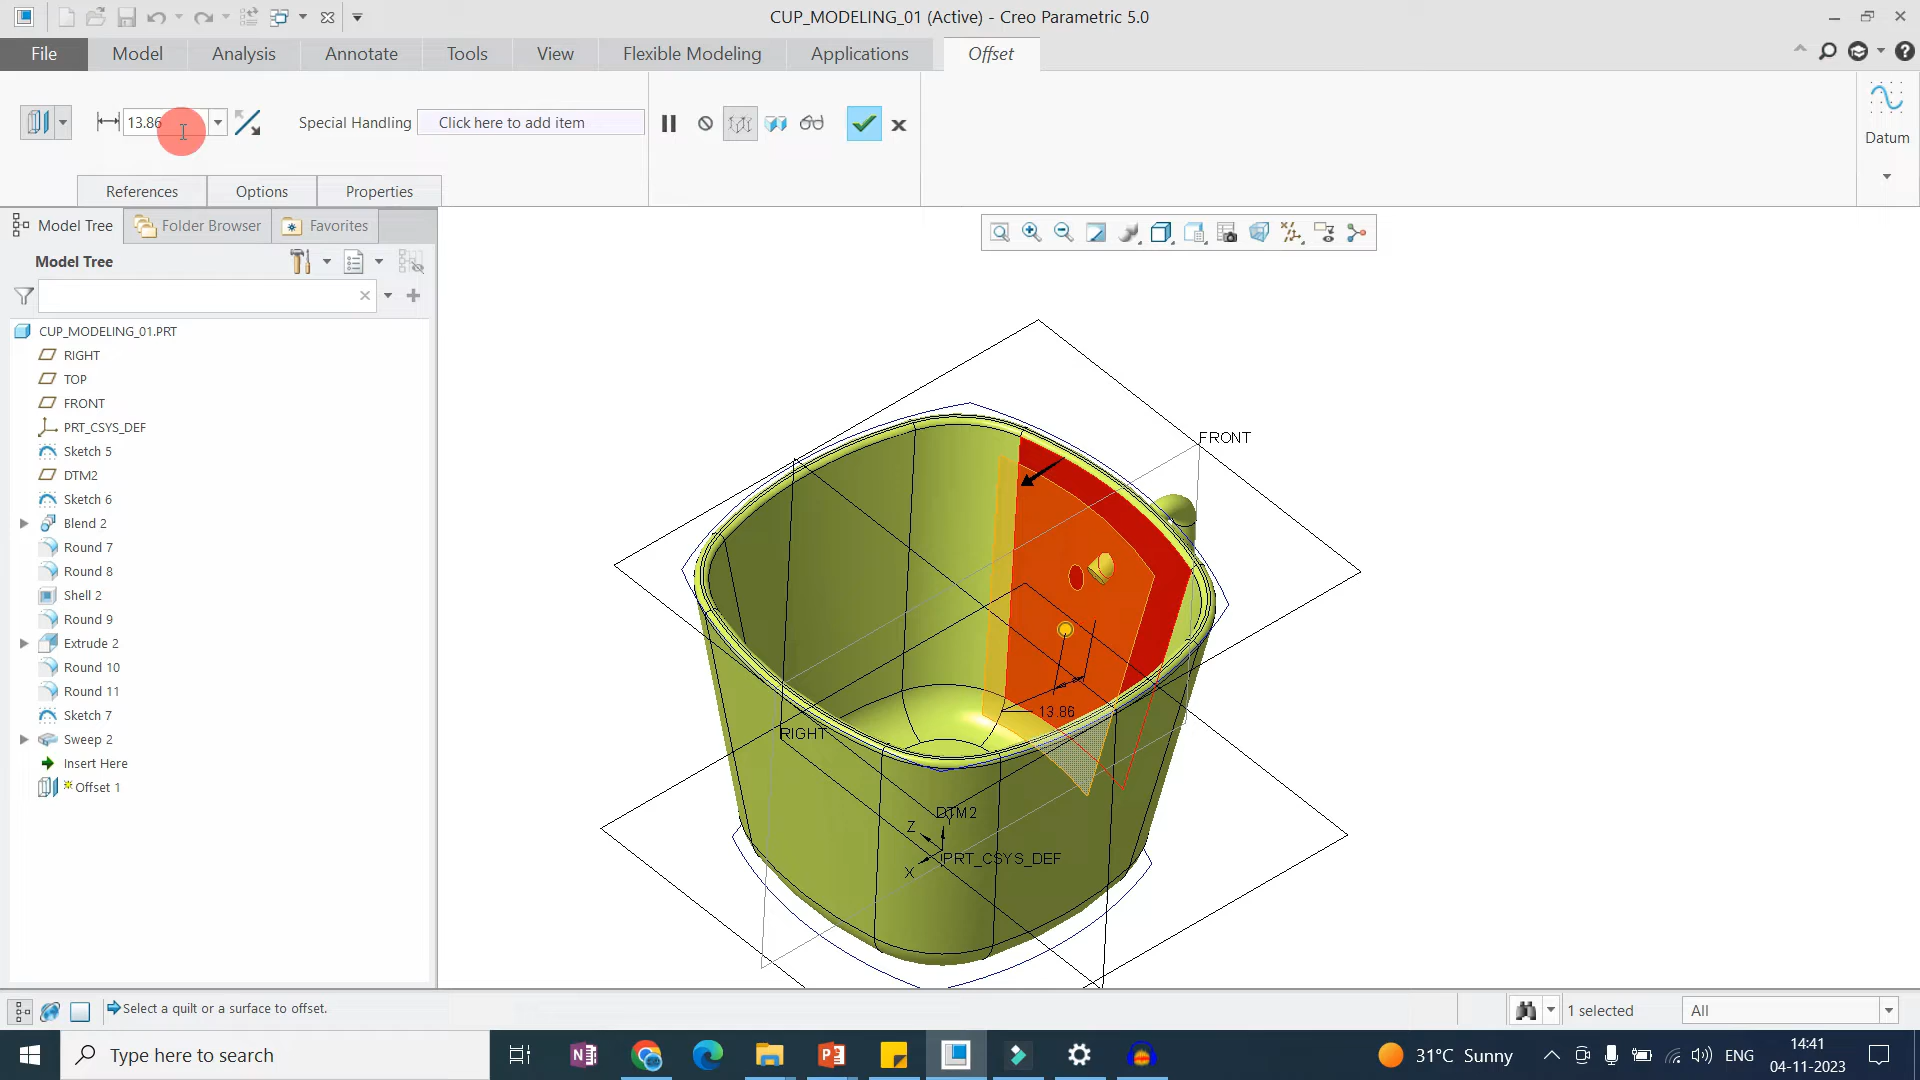 CUP_MODELING_01 (Active) - Creo Parametric 5.0
File Model Analysis Annotate Tools View Flexible Modeling Applications Offset
13.86
Special Handling Click here to add item
Datum
References Options Properties
Model Tree Folder Browser Favorites
Model Tree
CUP_MODELING_01.PRT
RIGHT
TOP
FRONT
PRT_CSYS_DEF
Sketch 5
DTM2
Sketch 6
Blend 2
Round 7
Round 8
Shell 2
Round 9
Extrude 2
Round 10
Round 11
Sketch 7
Sweep 2
Insert Here
Offset 1
FRONT
13.86
RIGHT
DTM2
Z
Y
PRT_CSYS_DEF
X
Select a quilt or a surface to offset.
1 selected
All
Type here to search
31°C Sunny
ENG
14:41
04-11-2023